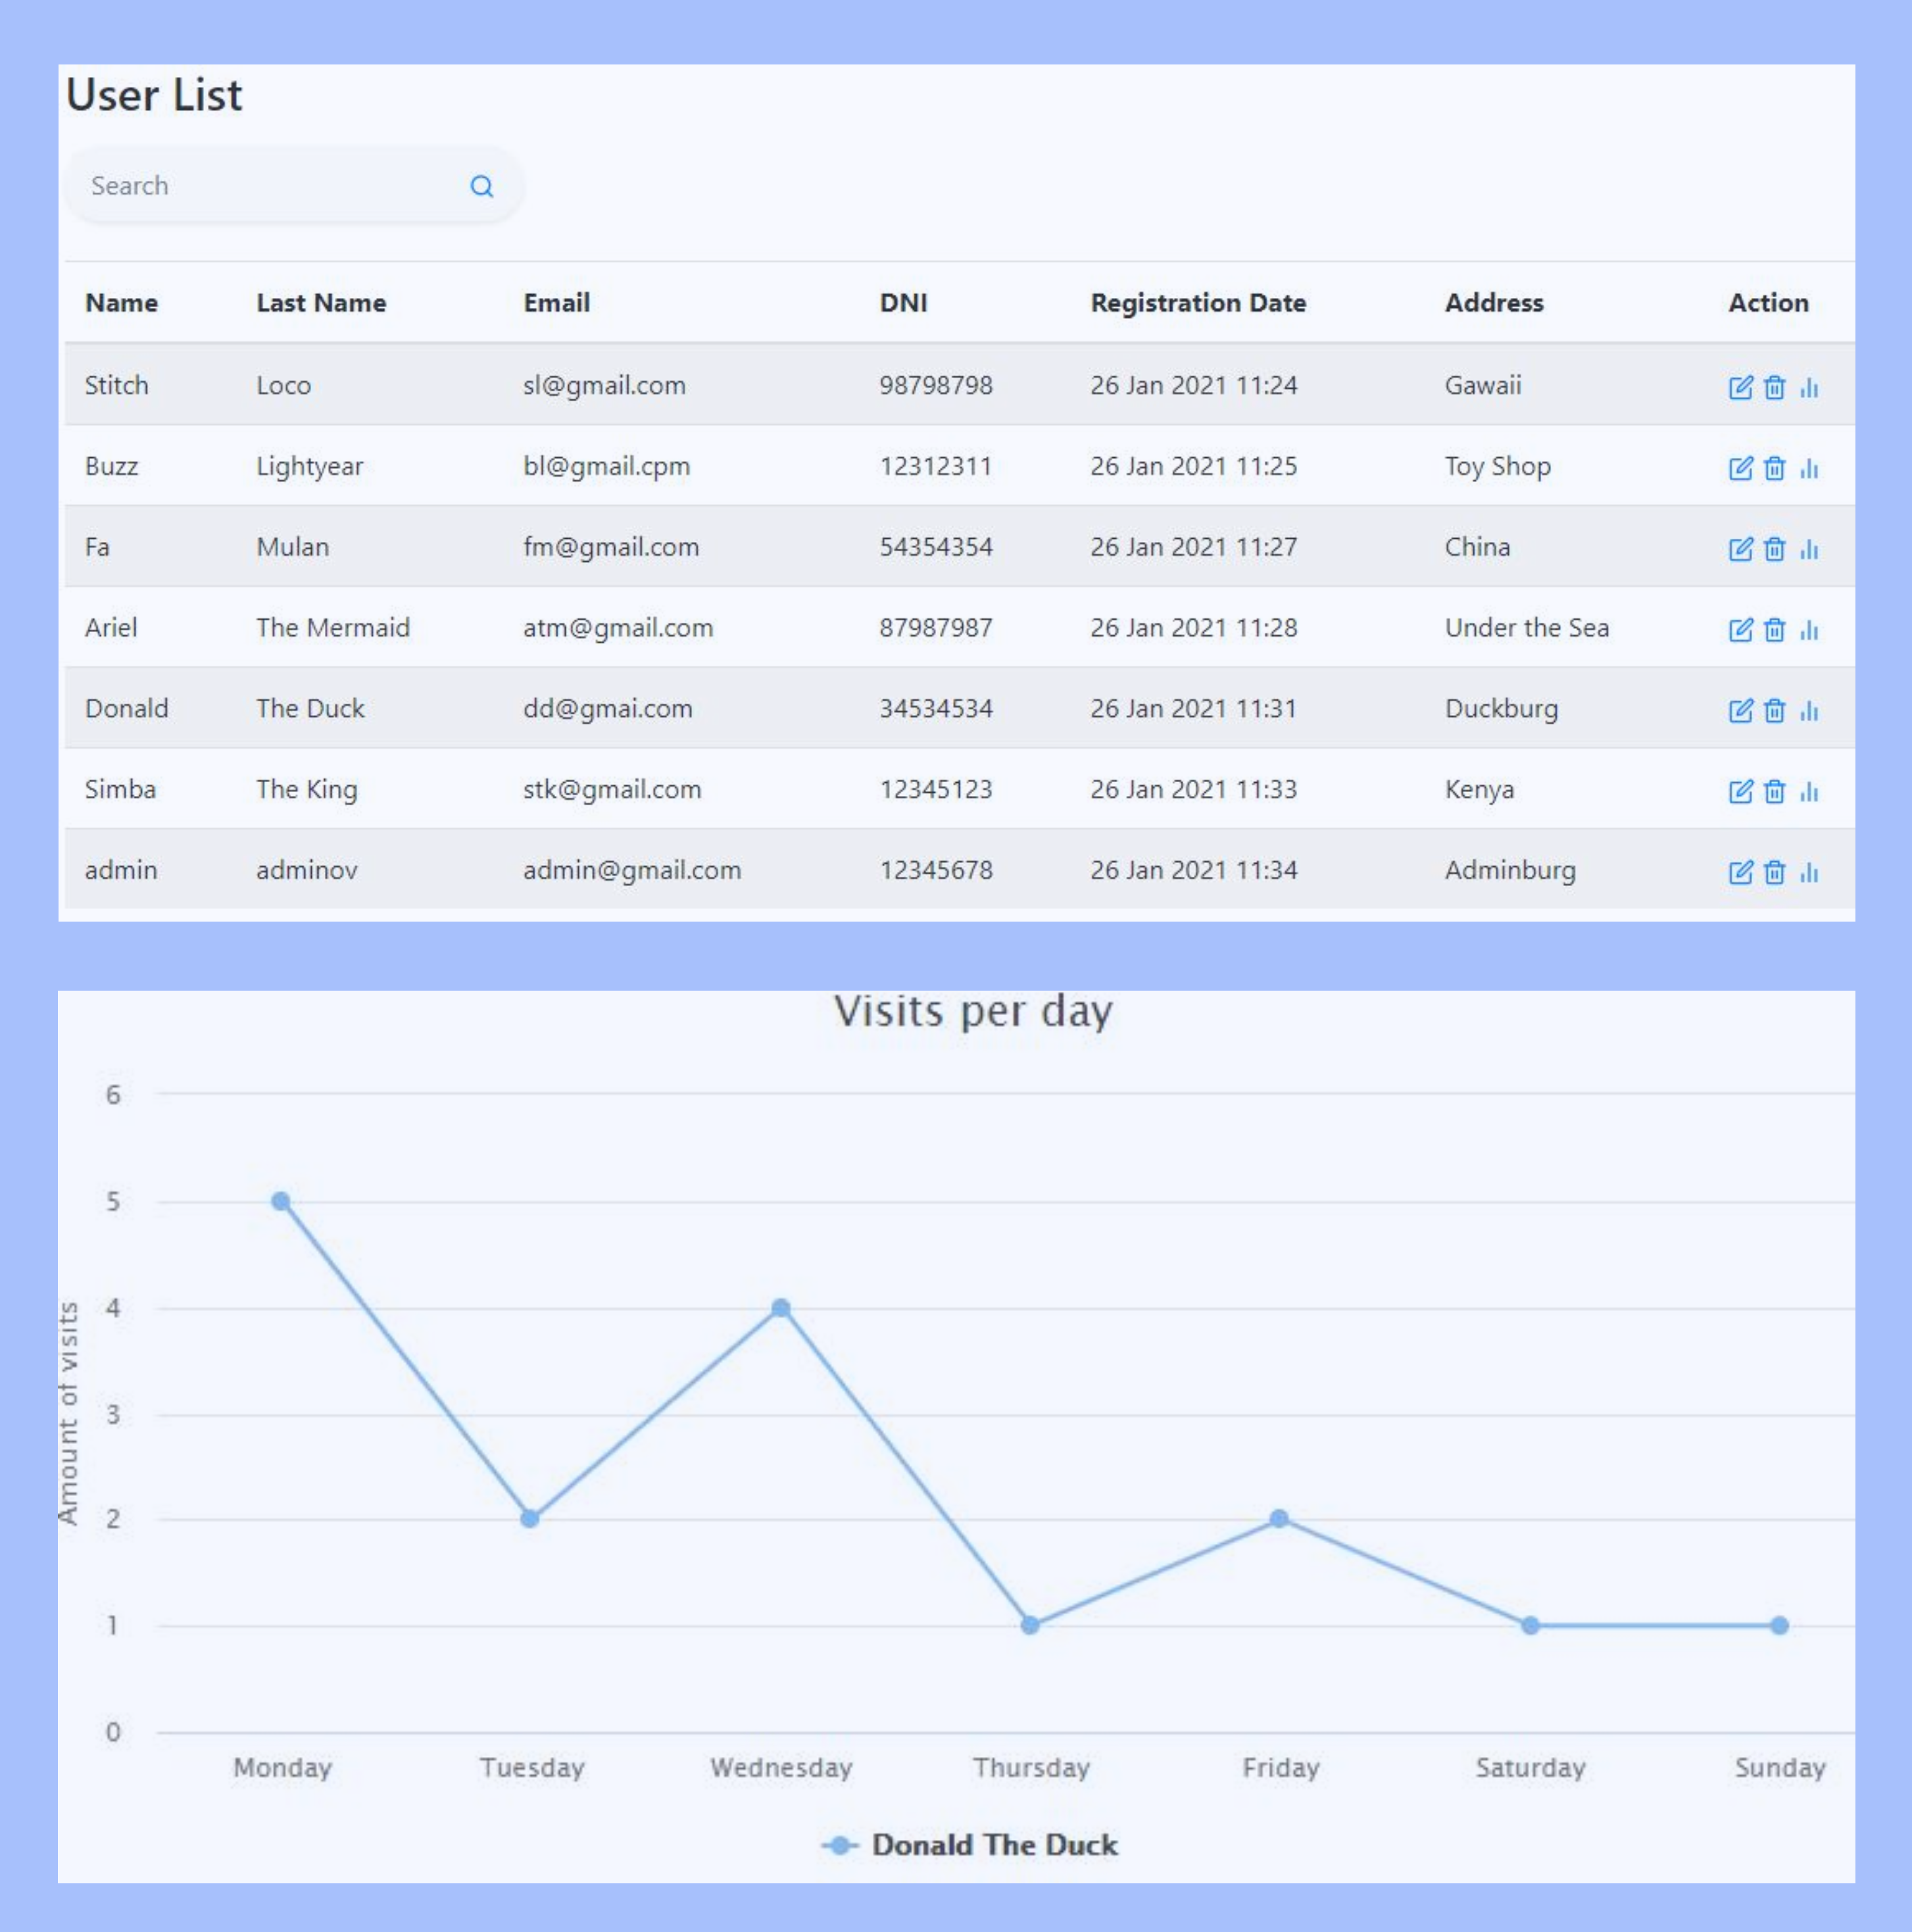 User List
Search
Name Last Name Email DNI Registration Date Address Action
Stitch Loco sl@gmail.com 98798798 26 Jan 2021 11:24 Gawaii
Buzz Lightyear bl@gmail.cpm 12312311 26 Jan 2021 11:25 Toy Shop
Fa Mulan fm@gmail.com 54354354 26 Jan 2021 11:27 China
Ariel The Mermaid atm@gmail.com 87987987 26 Jan 2021 11:28 Under the Sea
Donald The Duck dd@gmai.com 34534534 26 Jan 2021 11:31 Duckburg
Simba The King stk@gmail.com 12345123 26 Jan 2021 11:33 Kenya
admin adminov admin@gmail.com 12345678 26 Jan 2021 11:34 Adminburg
Visits per day
Amount of visits
6
5
4
3
2
1
0
Monday Tuesday Wednesday Thursday Friday Saturday Sunday
Donald The Duck